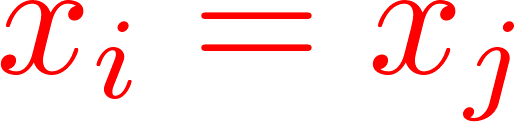 x_i = x_j